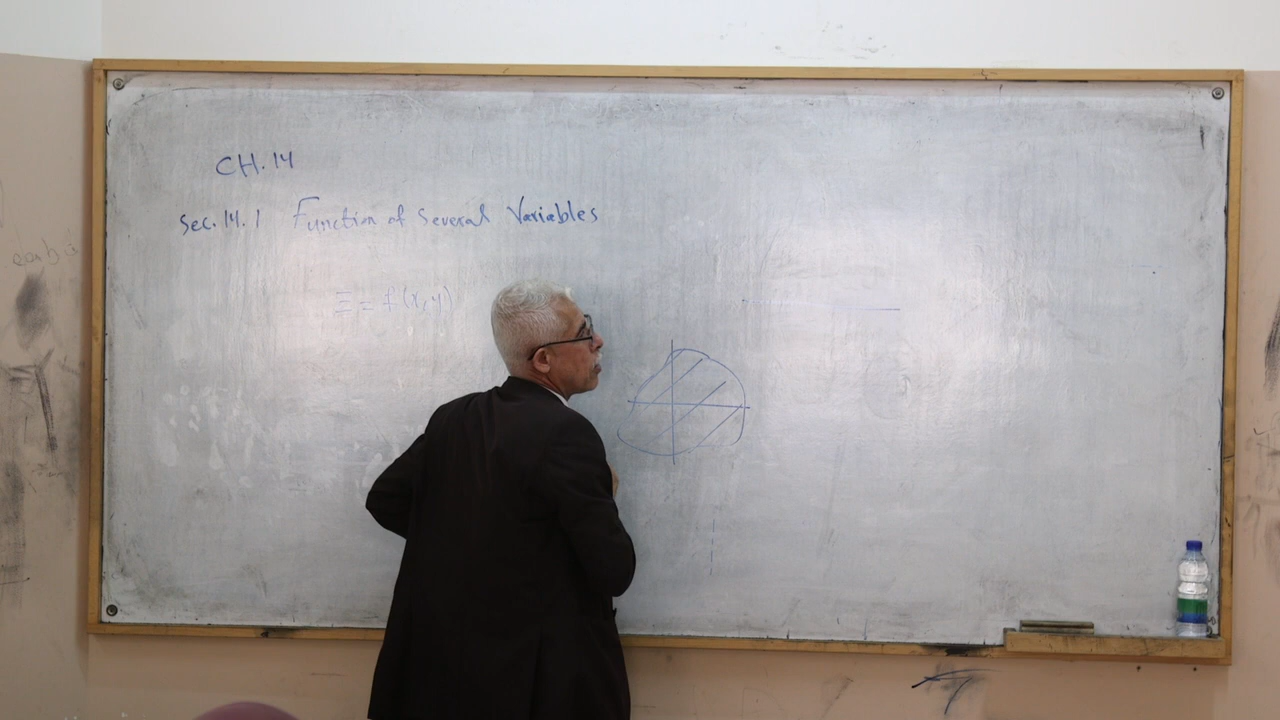 CH. 14
Sec. 14. 1 Function of Several Variables
Z = f(x,y)